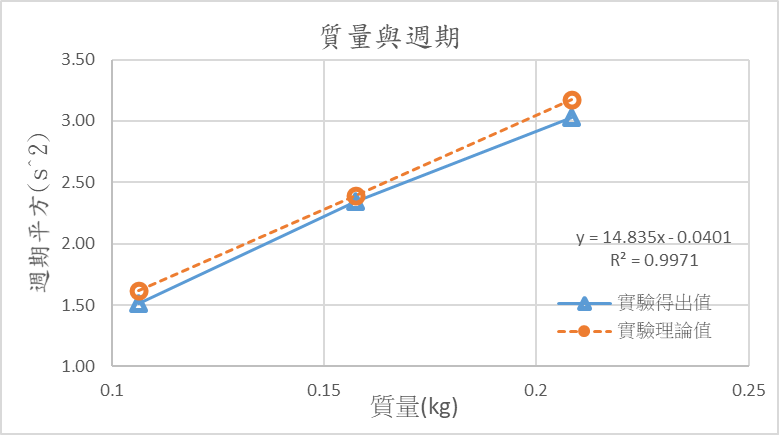 質量與週期
週期平方(s^2)
3.50
3.00
2.50
2.00
1.50
1.00
y = 14.835x - 0.0401
R² = 0.9971
實驗得出值
實驗理論值
0.1
0.15
0.2
0.25
質量(kg)